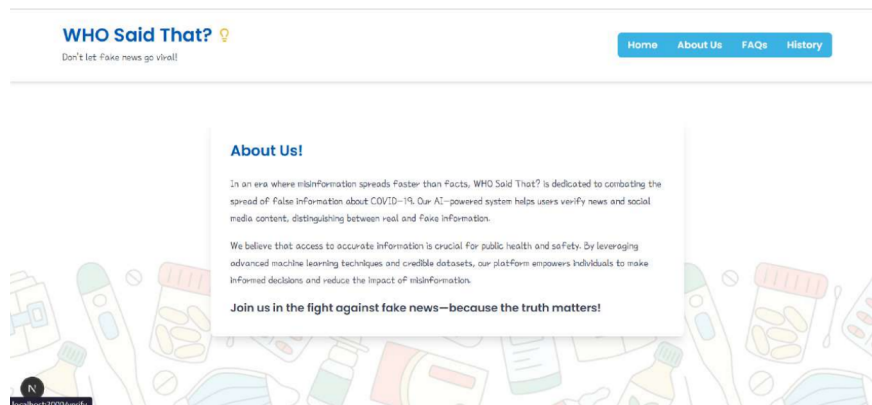 WHO Said That?
Don't let fake news go viral!
Home About Us FAQs History
About Us!
In an era where misinformation spreads faster than facts, WHO Said That? is dedicated to combating the
spread of false information about COVID-19. Our AI-powered system helps users verify news and social
media content, distinguishing between real and fake information.
We believe that access to accurate information is crucial for public health and safety. By leveraging
advanced machine learning techniques and credible datasets, our platform empowers individuals to make
informed decisions and reduce the impact of misinformation.
Join us in the fight against fake news—because the truth matters!
N
localhost:3000/verify